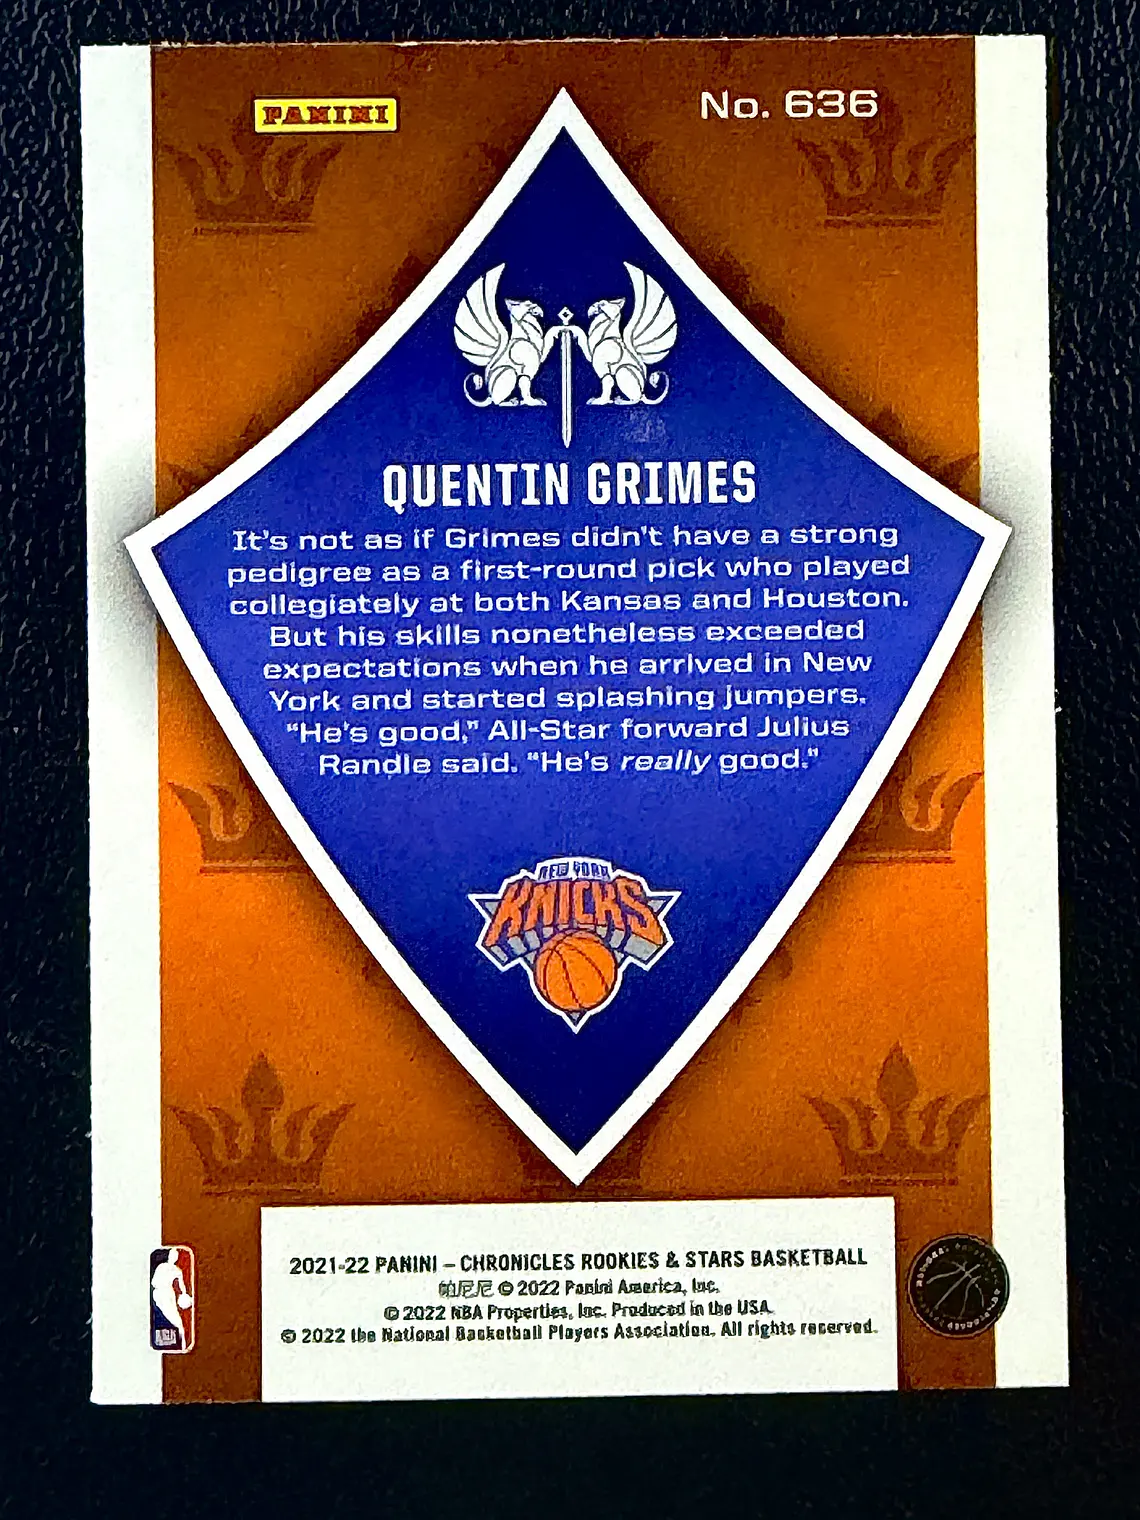 PANINI
No. 636
QUENTIN GRIMES
It's not as if Grimes didn't have a strong
pedigree as a first-round pick who played
collegiately at both Kansas and Houston.
But his skills nonetheless exceeded
expectations when he arrived in New
York and started splashing jumpers.
"He's good," All-Star forward Julius
Randle said. "He's really good."
NEW YORK
KNICKS
2021-22 PANINI – CHRONICLES ROOKIES & STARS BASKETBALL
帕尼尼 © 2022 Panini America, Inc.
© 2022 NBA Properties, Inc. Produced in the USA.
© 2022 the National Basketball Players Association. All rights reserved.
NBA